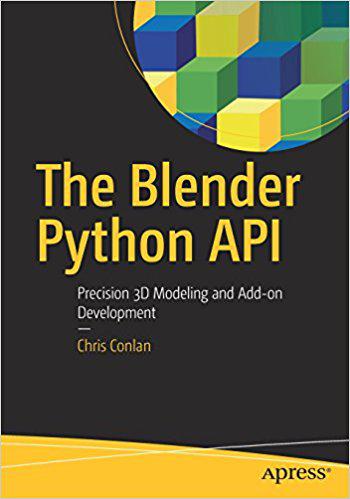 The Blender
Python API
Precision 3D Modeling and Add-on
Development
—
Chris Conlan
Apress®